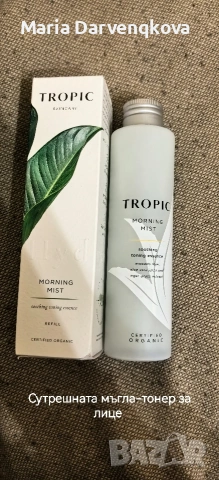 Maria Darvenqkova
TROPIC
MORNING
MIST
soothing toning essence
REFILL
CERTIFIED ORGANIC
TROPIC
MORNING
MIST
soothing
toning essence
CERTIFIED
ORGANIC
Сутрешната мъгла-тонер за
лице
BAZAR